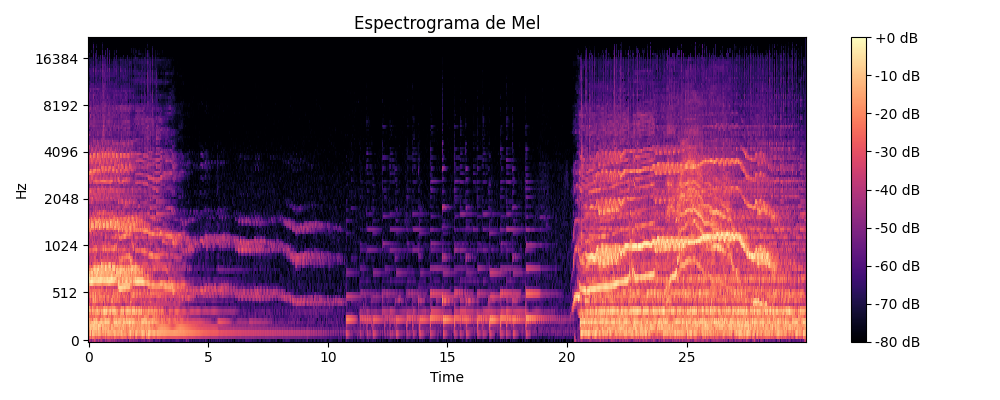 Espectrograma de Mel
16384
8192
4096
2048
1024
512
0
Hz
0 5 10 15 20 25
Time
+0 dB
-10 dB
-20 dB
-30 dB
-40 dB
-50 dB
-60 dB
-70 dB
-80 dB